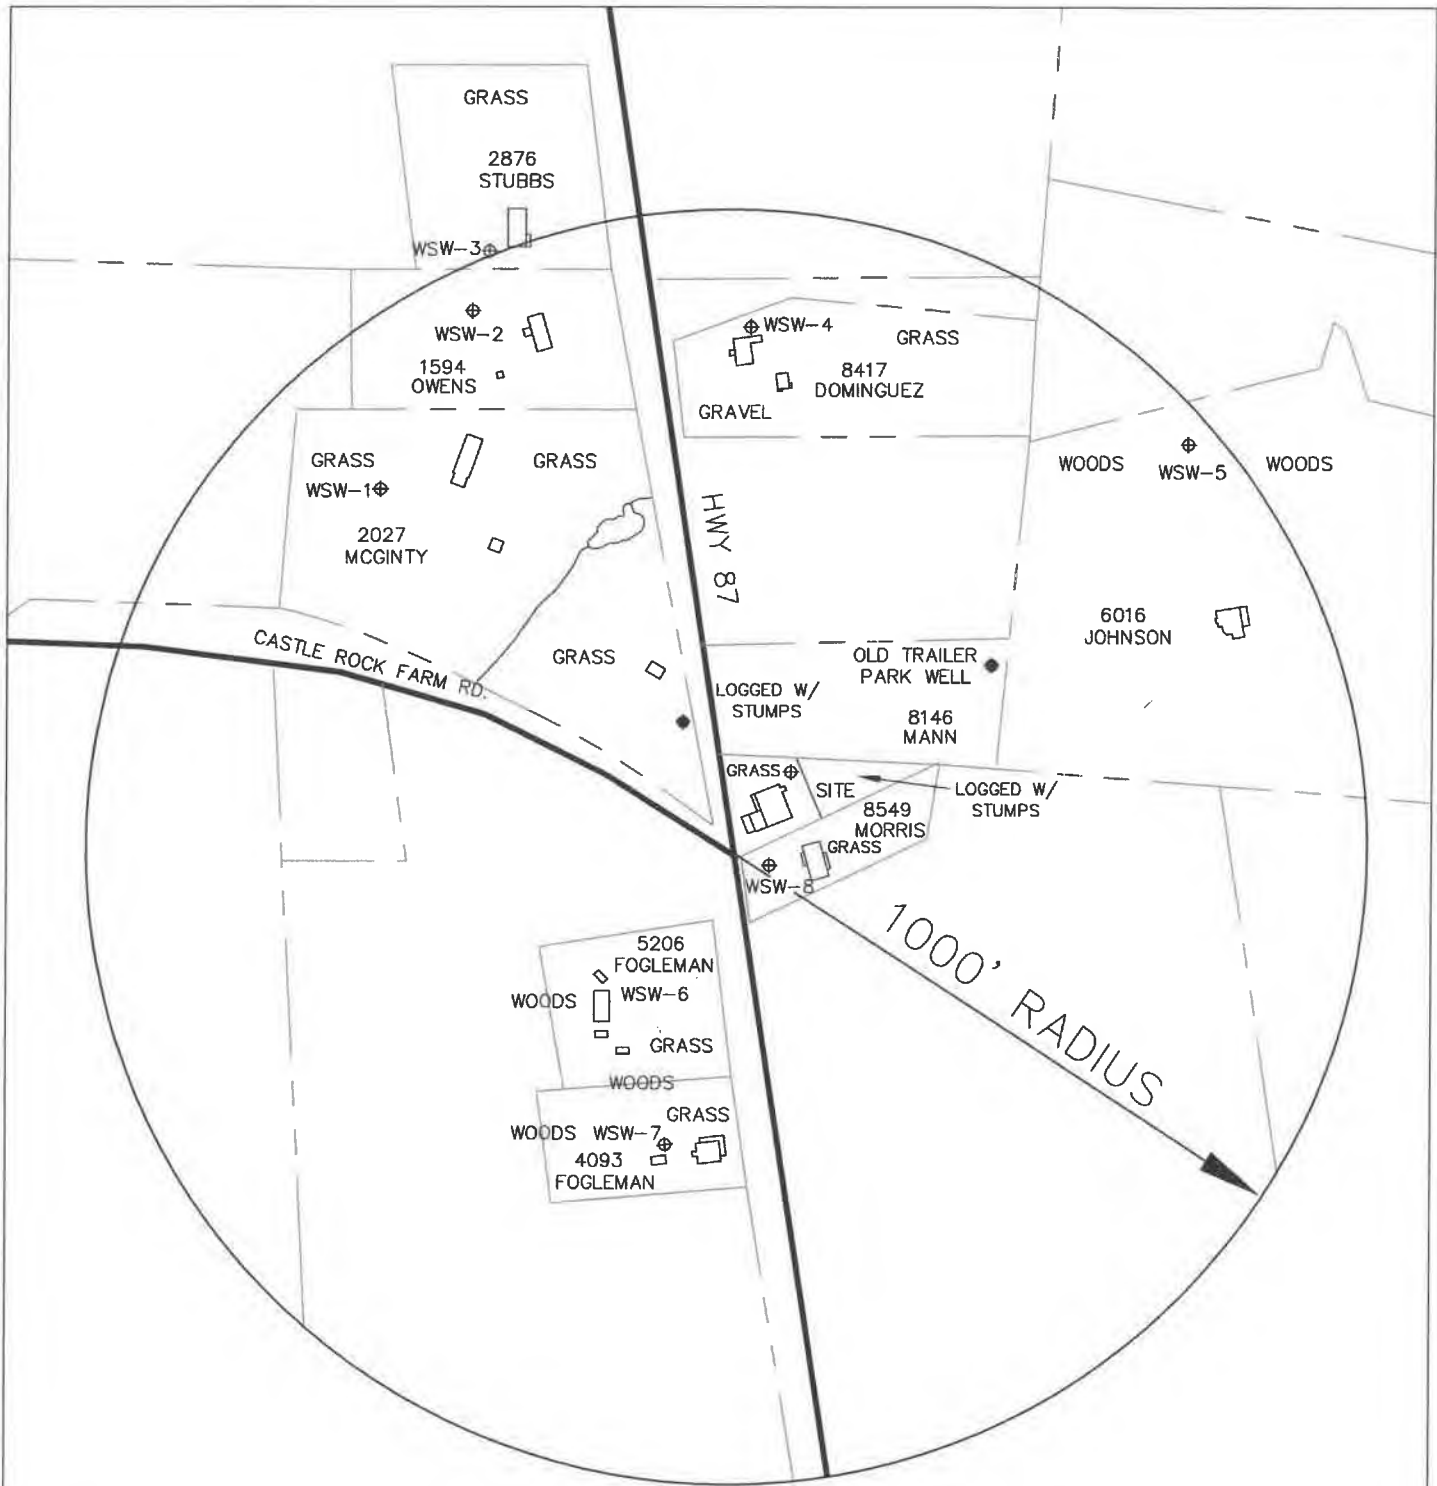 GRASS
2876
STUBBS
WSW-3
WSW-2
1594
OWENS
WSW-4
GRASS
8417
DOMINGUEZ
GRAVEL
GRASS
GRASS
WSW-1
2027
MCGINTY
WOODS
WSW-5
WOODS
HWY 87
6016
JOHNSON
CASTLE ROCK FARM RD.
GRASS
OLD TRAILER
PARK WELL
LOGGED W/
STUMPS
8146
MANN
GRASS
SITE
LOGGED W/
STUMPS
8549
MORRIS
GRASS
WSW-8
1000' RADIUS
5206
FOGLEMAN
WOODS
WSW-6
GRASS
WOODS
GRASS
WOODS
WSW-7
4093
FOGLEMAN